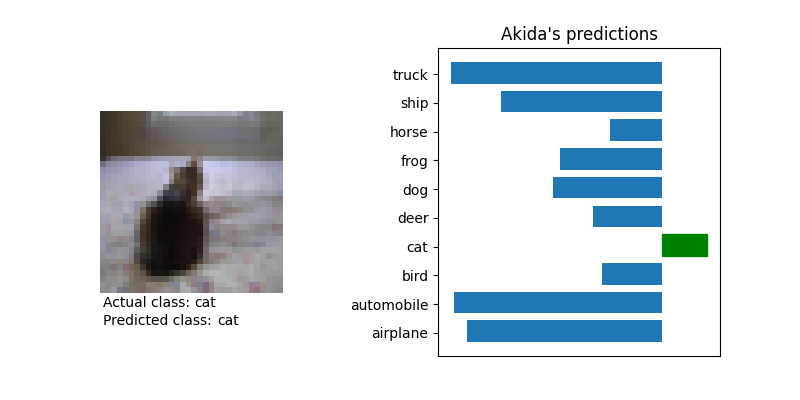 Akida's predictions
truck
ship
horse
frog
dog
deer
cat
bird
automobile
airplane
Actual class: cat
Predicted class: cat